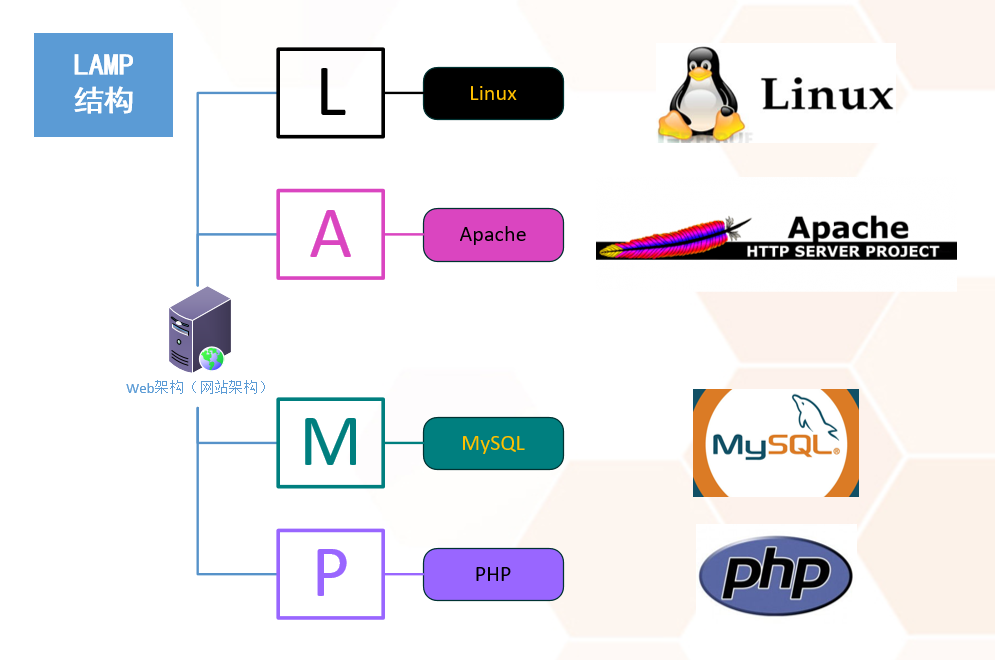 LAMP
结构
L
Linux
Linux
A
Apache
Apache
HTTP SERVER PROJECT
Web架构（网站架构）
M
MySQL
MySQL®
P
PHP
php